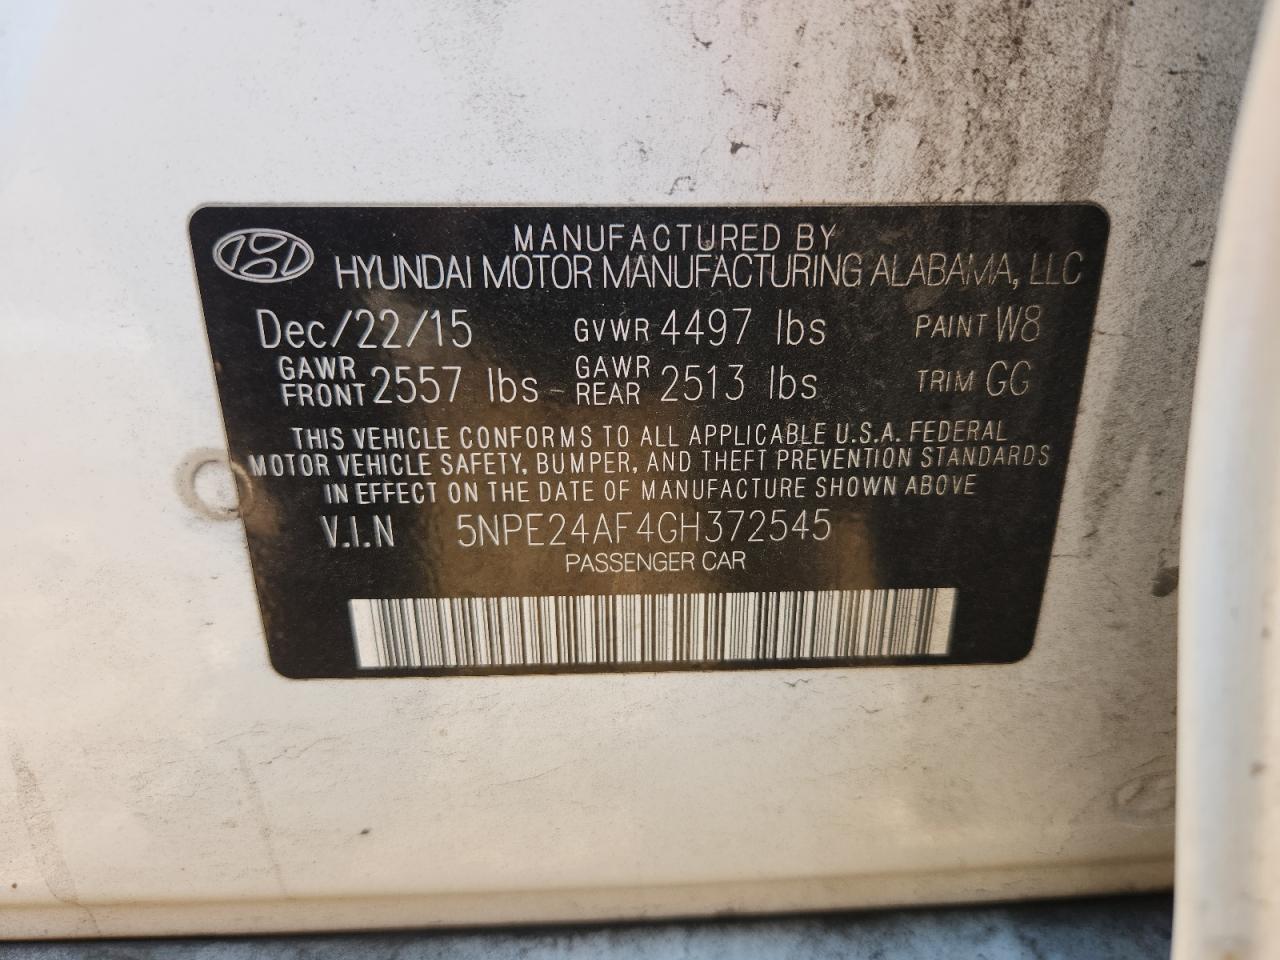 MANUFACTURED BY
HYUNDAI MOTOR MANUFACTURING ALABAMA, LLC
Dec/22/15 GVWR 4497 lbs PAINT W8
GAWR FRONT 2557 lbs GAWR REAR 2513 lbs TRIM GG
THIS VEHICLE CONFORMS TO ALL APPLICABLE U.S.A. FEDERAL
MOTOR VEHICLE SAFETY, BUMPER, AND THEFT PREVENTION STANDARDS
IN EFFECT ON THE DATE OF MANUFACTURE SHOWN ABOVE
V.I.N 5NPE24AF4GH372545
PASSENGER CAR